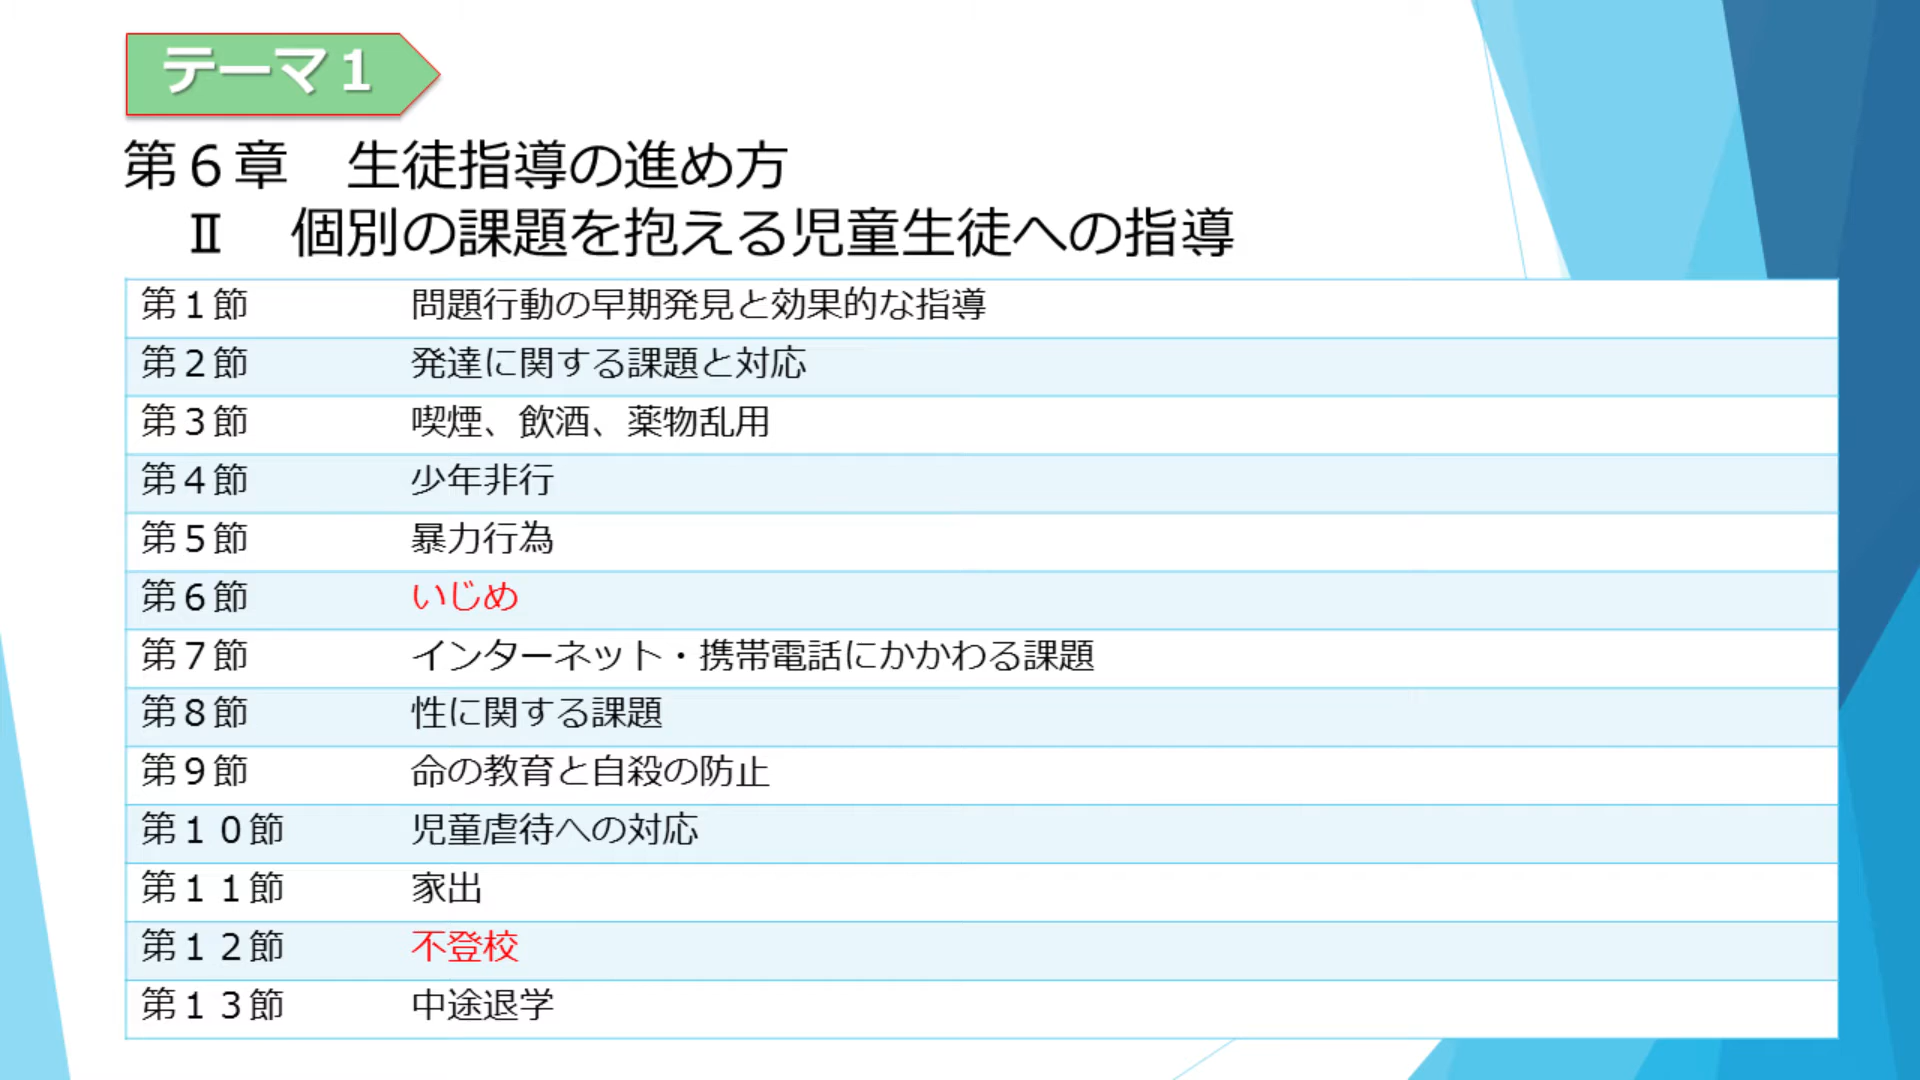 テーマ１
第６章　生徒指導の進め方
Ⅱ　個別の課題を抱える児童生徒への指導
第１節　問題行動の早期発見と効果的な指導
第２節　発達に関する課題と対応
第３節　喫煙、飲酒、薬物乱用
第４節　少年非行
第５節　暴力行為
第６節　いじめ
第７節　インターネット・携帯電話にかかわる課題
第８節　性に関する課題
第９節　命の教育と自殺の防止
第１０節　児童虐待への対応
第１１節　家出
第１２節　不登校
第１３節　中途退学